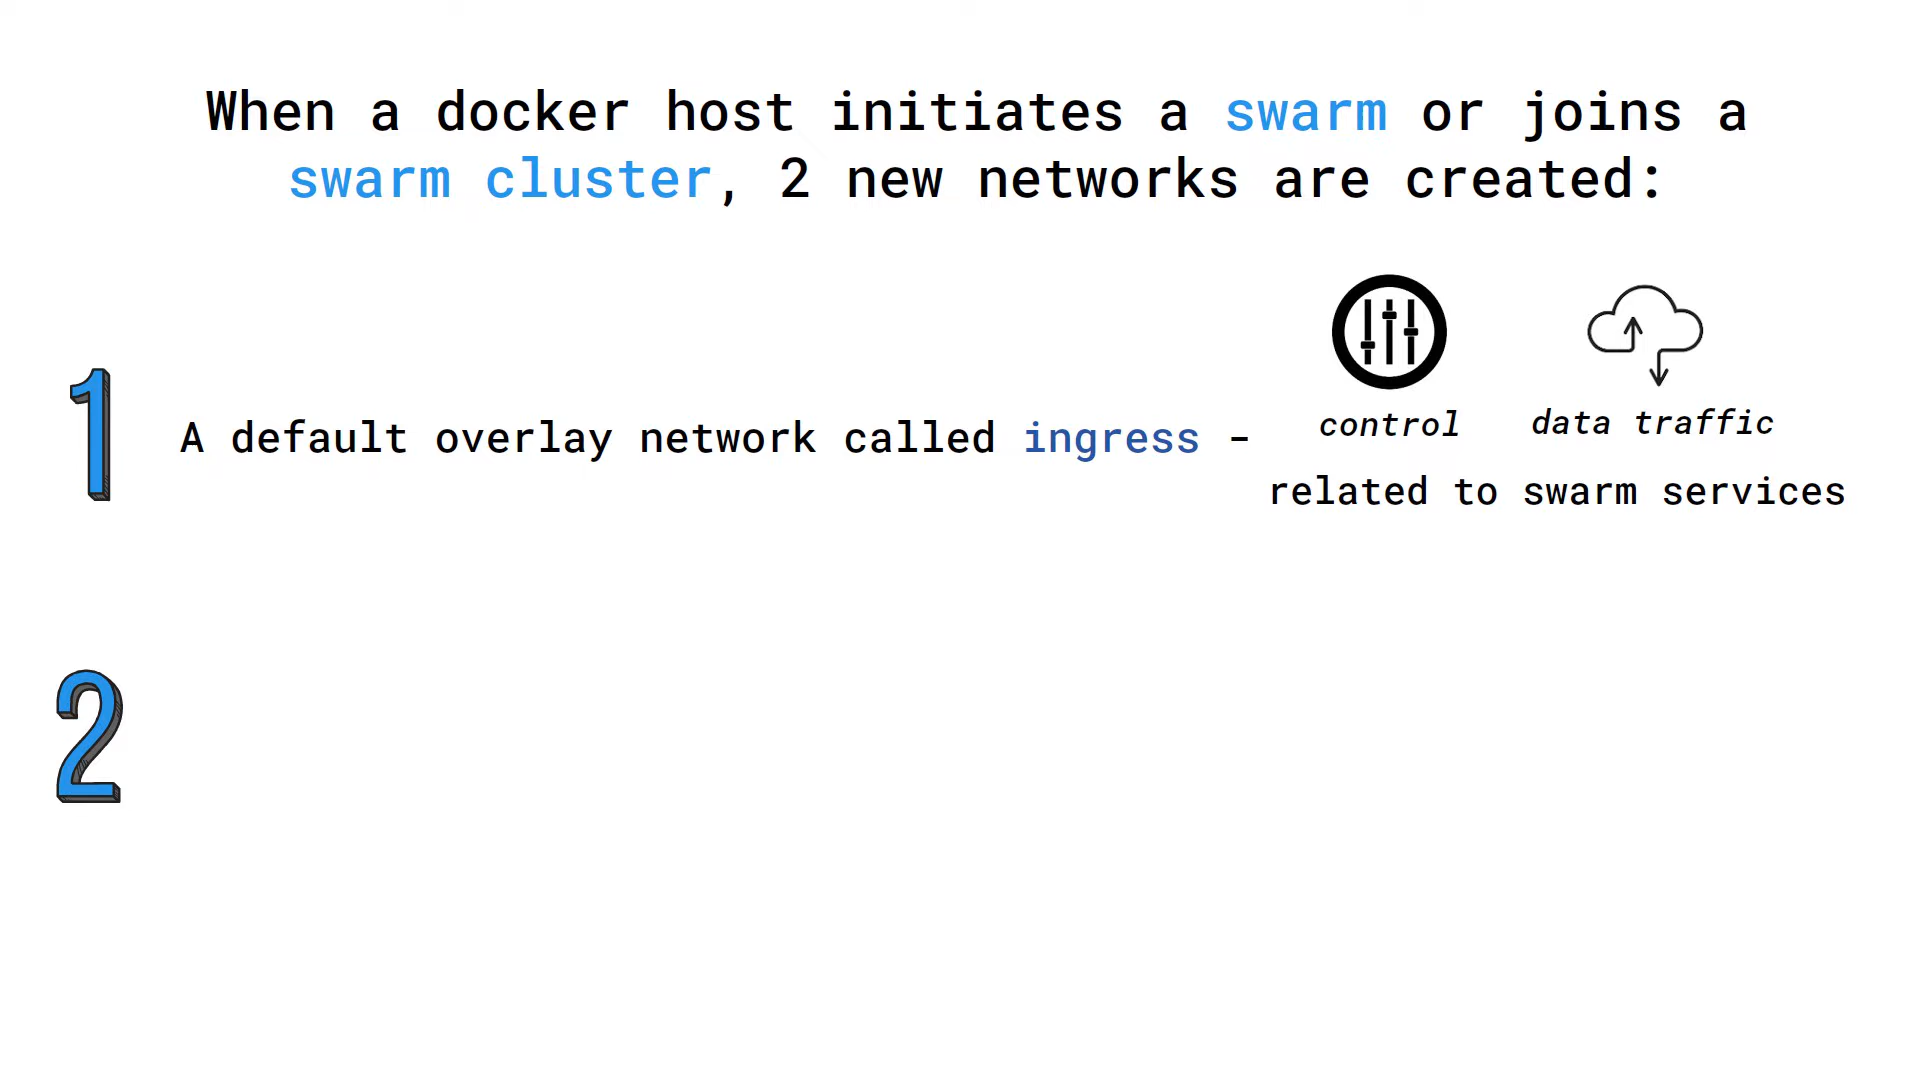 When a docker host initiates a swarm or joins a
swarm cluster, 2 new networks are created:
1
A default overlay network called ingress -
control
data traffic
related to swarm services
2